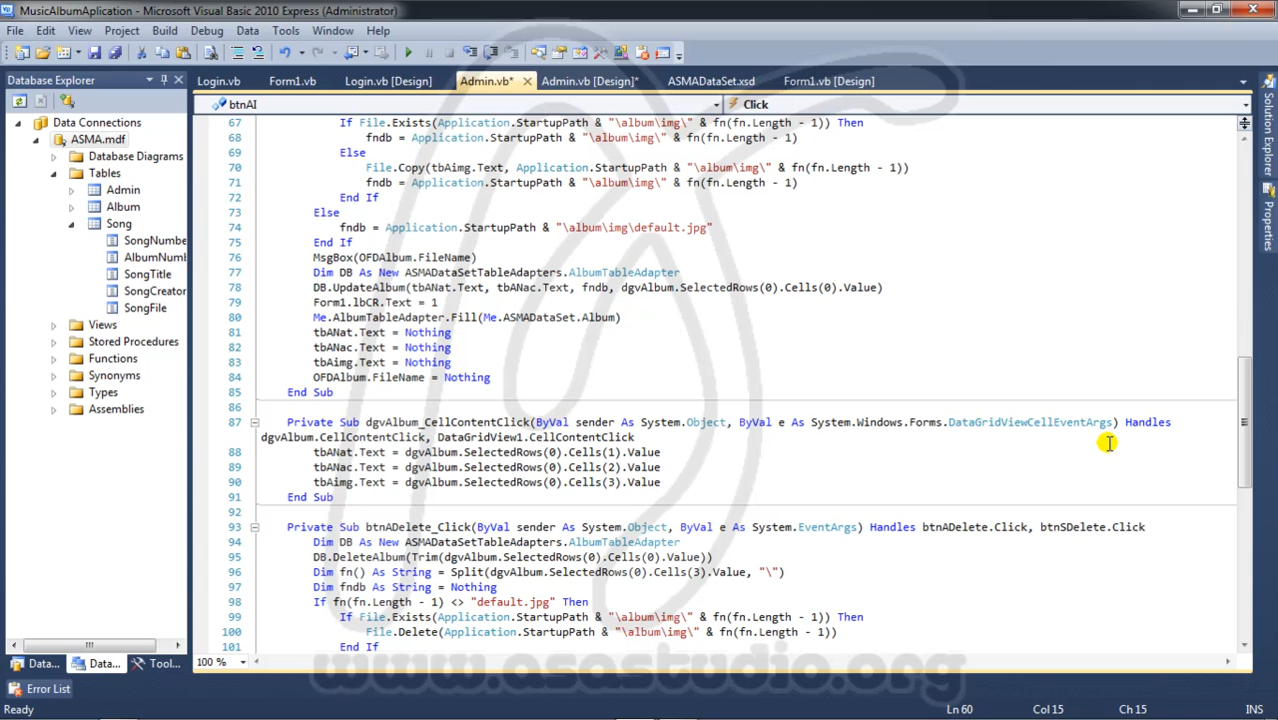 MusicAlbumAplication - Microsoft Visual Basic 2010 Express (Administrator)
File Edit View Project Build Debug Data Tools Window Help
Database Explorer
Login.vb Form1.vb Login.vb [Design] Admin.vb* Admin.vb [Design]* ASMADataSet.xsd Form1.vb [Design]
btnAI Click
Data Connections
ASMA.mdf
Database Diagrams
Tables
Admin
Album
Song
SongNumbe
AlbumNumb
SongTitle
SongCreator
SongFile
Views
Stored Procedures
Functions
Synonyms
Types
Assemblies
67 If File.Exists(Application.StartupPath & "\album\img\" & fn(fn.Length - 1)) Then
68 fndb = Application.StartupPath & "\album\img\" & fn(fn.Length - 1)
69 Else
70 File.Copy(tbAimg.Text, Application.StartupPath & "\album\img\" & fn(fn.Length - 1))
71 fndb = Application.StartupPath & "\album\img\" & fn(fn.Length - 1)
72 End If
73 Else
74 fndb = Application.StartupPath & "\album\img\default.jpg"
75 End If
76 MsgBox(OFDAlbum.FileName)
77 Dim DB As New ASMADataSetTableAdapters.AlbumTableAdapter
78 DB.UpdateAlbum(tbANat.Text, tbANac.Text, fndb, dgvAlbum.SelectedRows(0).Cells(0).Value)
79 Form1.lbCR.Text = 1
80 Me.AlbumTableAdapter.Fill(Me.ASMADataSet.Album)
81 tbANat.Text = Nothing
82 tbANac.Text = Nothing
83 tbAimg.Text = Nothing
84 OFDAlbum.FileName = Nothing
85 End Sub
86
87 Private Sub dgvAlbum_CellContentClick(ByVal sender As System.Object, ByVal e As System.Windows.Forms.DataGridViewCellEventArgs) Handles
dgvAlbum.CellContentClick, DataGridView1.CellContentClick
88 tbANat.Text = dgvAlbum.SelectedRows(0).Cells(1).Value
89 tbANac.Text = dgvAlbum.SelectedRows(0).Cells(2).Value
90 tbAimg.Text = dgvAlbum.SelectedRows(0).Cells(3).Value
91 End Sub
92
93 Private Sub btnADelete_Click(ByVal sender As System.Object, ByVal e As System.EventArgs) Handles btnADelete.Click, btnSDelete.Click
94 Dim DB As New ASMADataSetTableAdapters.AlbumTableAdapter
95 DB.DeleteAlbum(Trim(dgvAlbum.SelectedRows(0).Cells(0).Value))
96 Dim fn() As String = Split(dgvAlbum.SelectedRows(0).Cells(3).Value, "\")
97 Dim fndb As String = Nothing
98 If fn(fn.Length - 1) <> "default.jpg" Then
99 If File.Exists(Application.StartupPath & "\album\img\" & fn(fn.Length - 1)) Then
100 File.Delete(Application.StartupPath & "\album\img\" & fn(fn.Length - 1))
101 End If
Solution Explorer
Properties
100 %
Data... Data... Tool...
www.asastudio.org
Error List
Ln 60 Col 15 Ch 15 INS